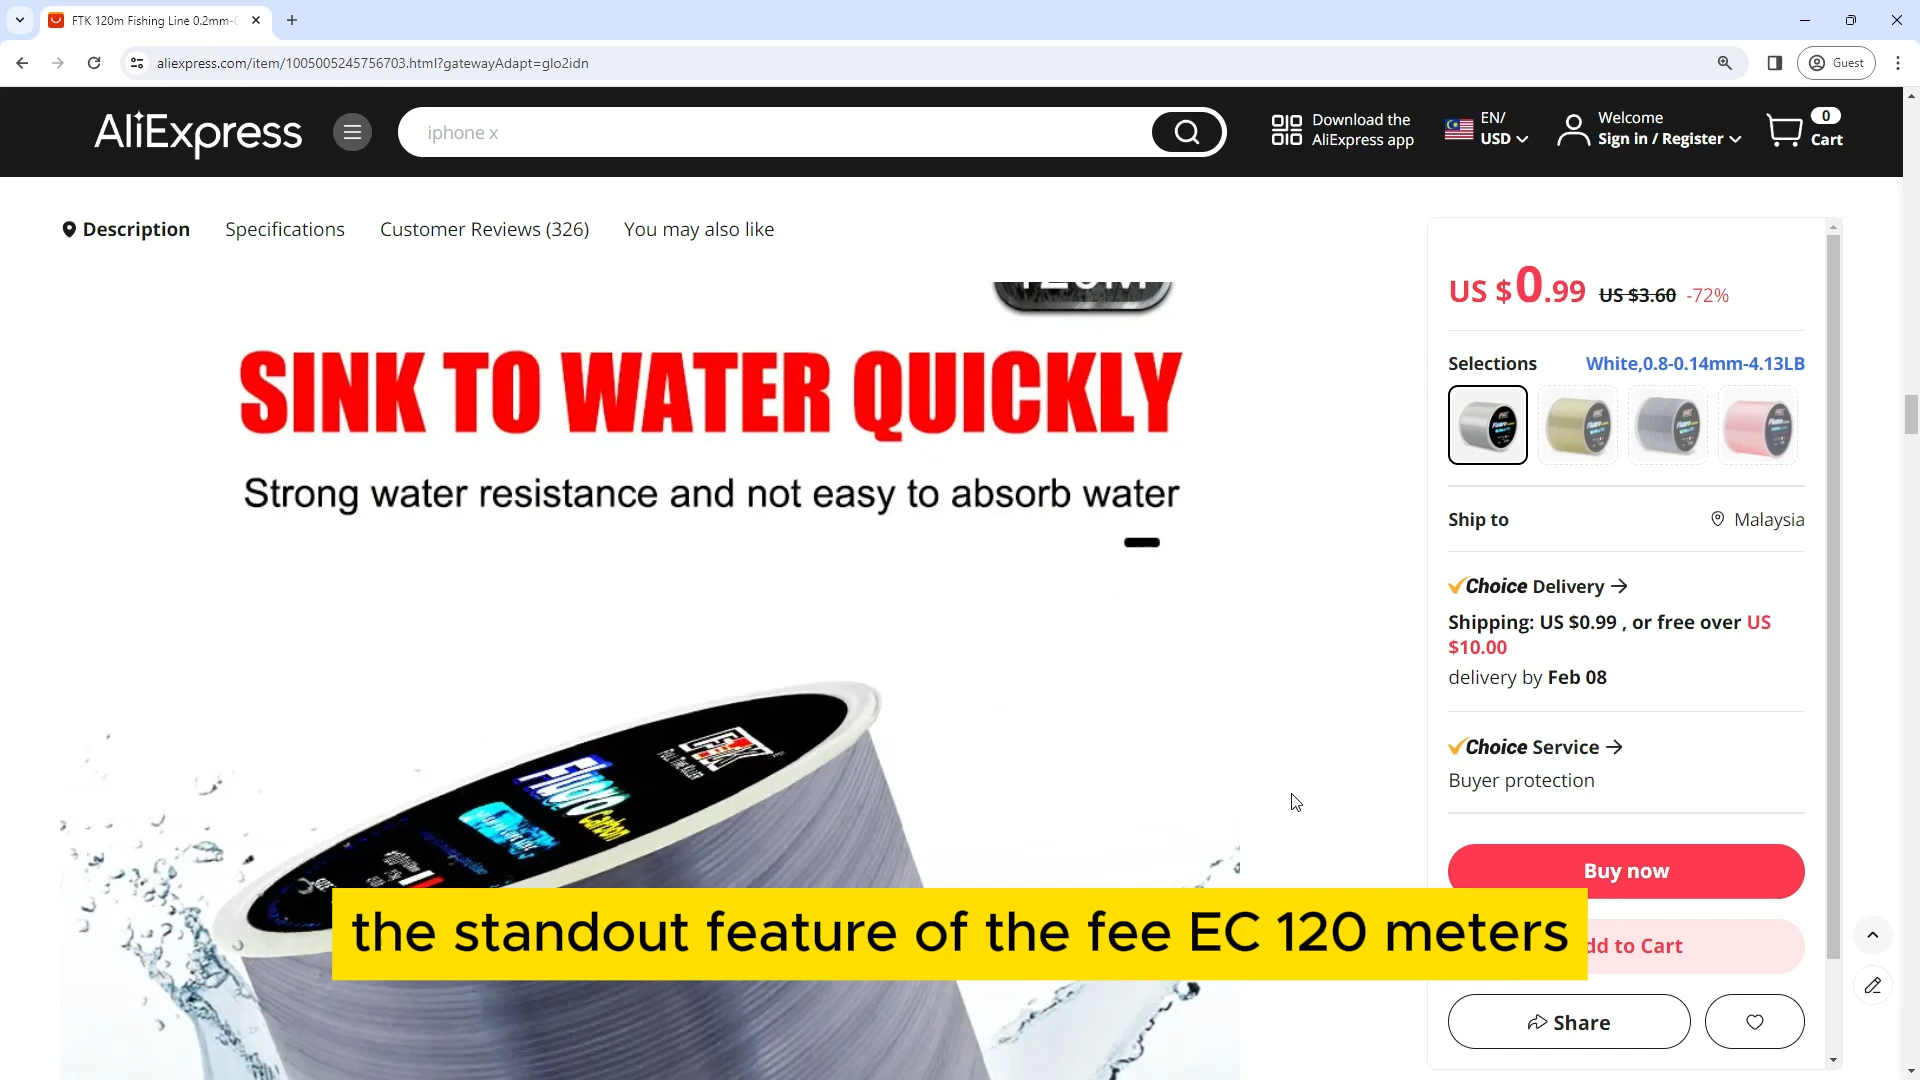 FTK 120m Fishing Line 0.2mm-
aliexpress.com/item/1005005245756703.html?gatewayAdapt=glo2idn
Guest
AliExpress
iphone x
Download the
AliExpress app
EN/
USD
Welcome
Sign in / Register
0
Cart
Description
Specifications
Customer Reviews (326)
You may also like
120M
SINK TO WATER QUICKLY
Strong water resistance and not easy to absorb water
FTK
Fluoro
Carbon
US $0.99
US $3.60
-72%
Selections
White,0.8-0.14mm-4.13LB
Ship to
Malaysia
Choice Delivery
Shipping: US $0.99 , or free over US
$10.00
delivery by Feb 08
Choice Service
Buyer protection
Buy now
dd to Cart
Share
the standout feature of the fee EC 120 meters